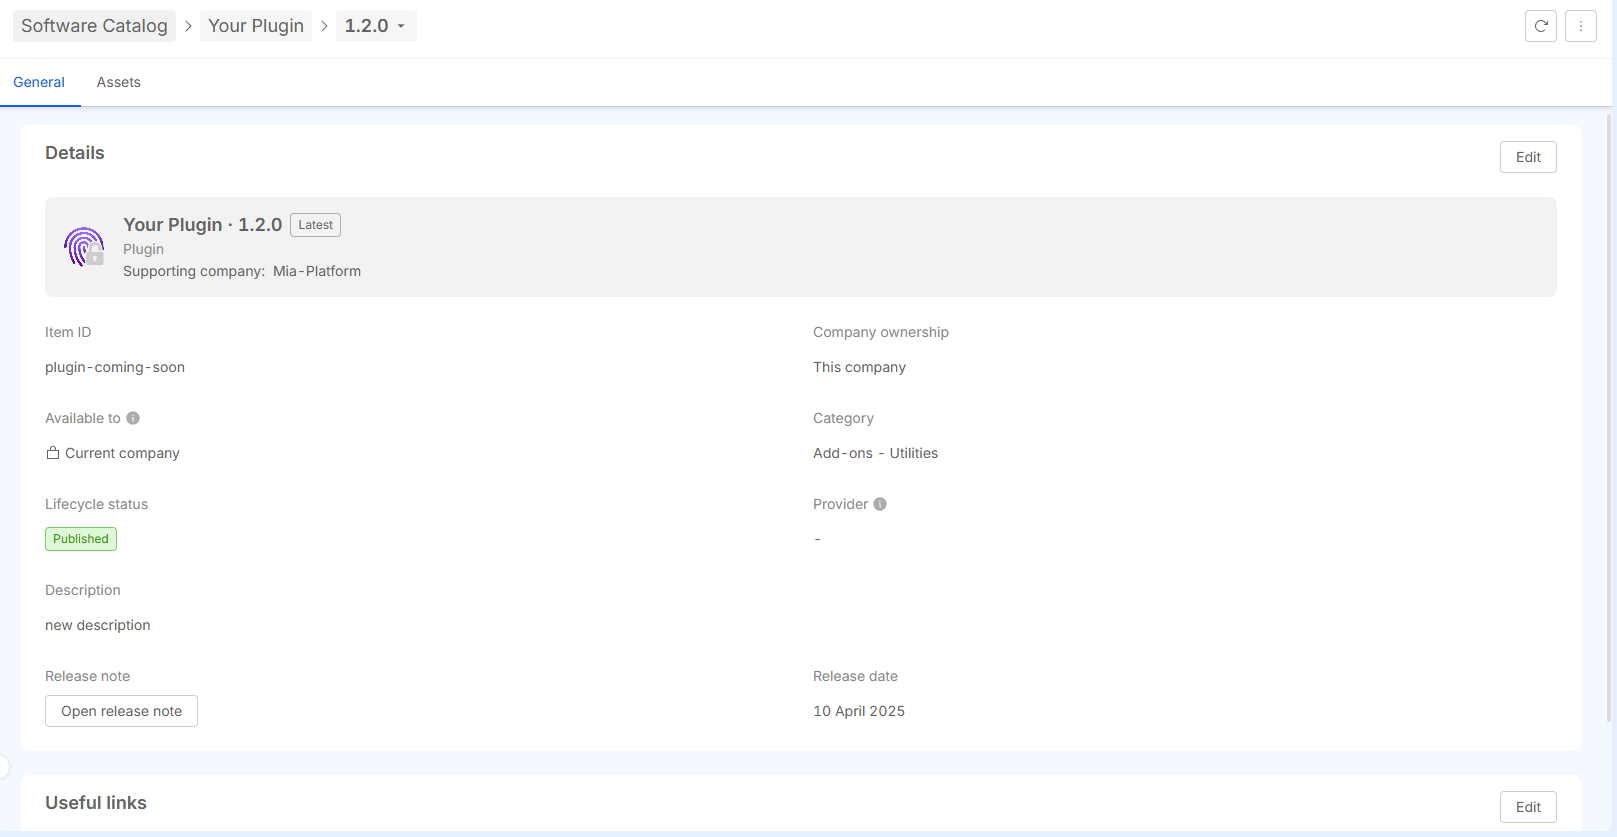 Software Catalog > Your Plugin > 1.2.0
General Assets
Details
Edit
Your Plugin · 1.2.0 Latest
Plugin
Supporting company: Mia-Platform
Item ID
Company ownership
plugin-coming-soon
This company
Available to
Category
Current company
Add-ons - Utilities
Lifecycle status
Provider
Published
-
Description
new description
Release note
Release date
Open release note
10 April 2025
Useful links
Edit